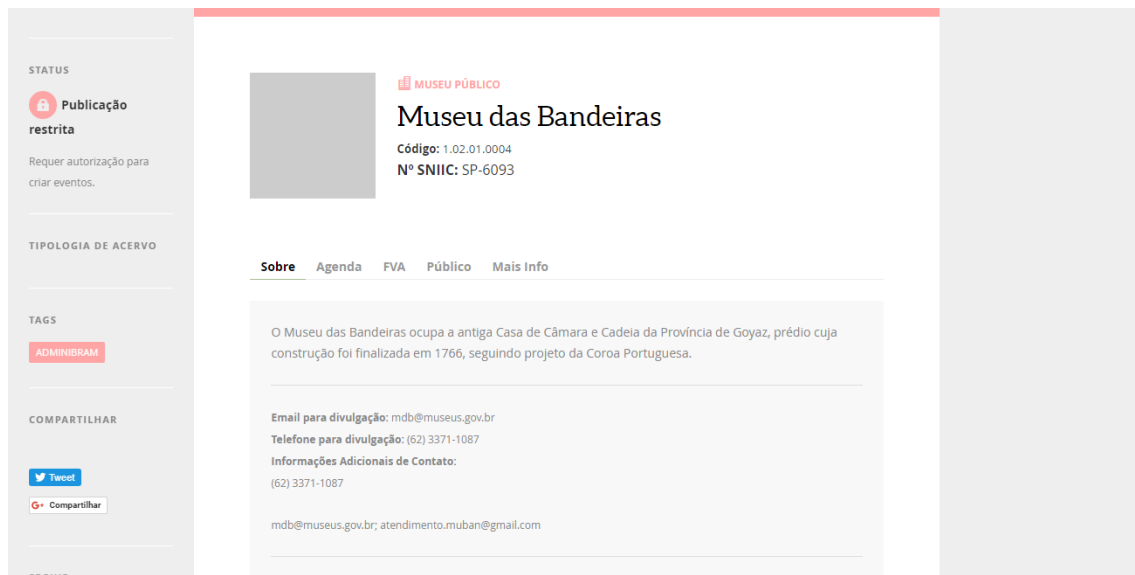 STATUS
Publicação
restrita
Requer autorização para
criar eventos.
TIPOLOGIA DE ACERVO
TAGS
ADMINIBRAM
COMPARTILHAR
Tweet
G+ Compartilhar
MUSEU PÚBLICO
Museu das Bandeiras
Código: 1.02.01.0004
Nº SNIIC: SP-6093
Sobre Agenda FVA Público Mais Info
O Museu das Bandeiras ocupa a antiga Casa de Câmara e Cadeia da Província de Goyaz, prédio cuja
construção foi finalizada em 1766, seguindo projeto da Coroa Portuguesa.
Email para divulgação: mdb@museus.gov.br
Telefone para divulgação: (62) 3371-1087
Informações Adicionais de Contato:
(62) 3371-1087
mdb@museus.gov.br; atendimento.muban@gmail.com